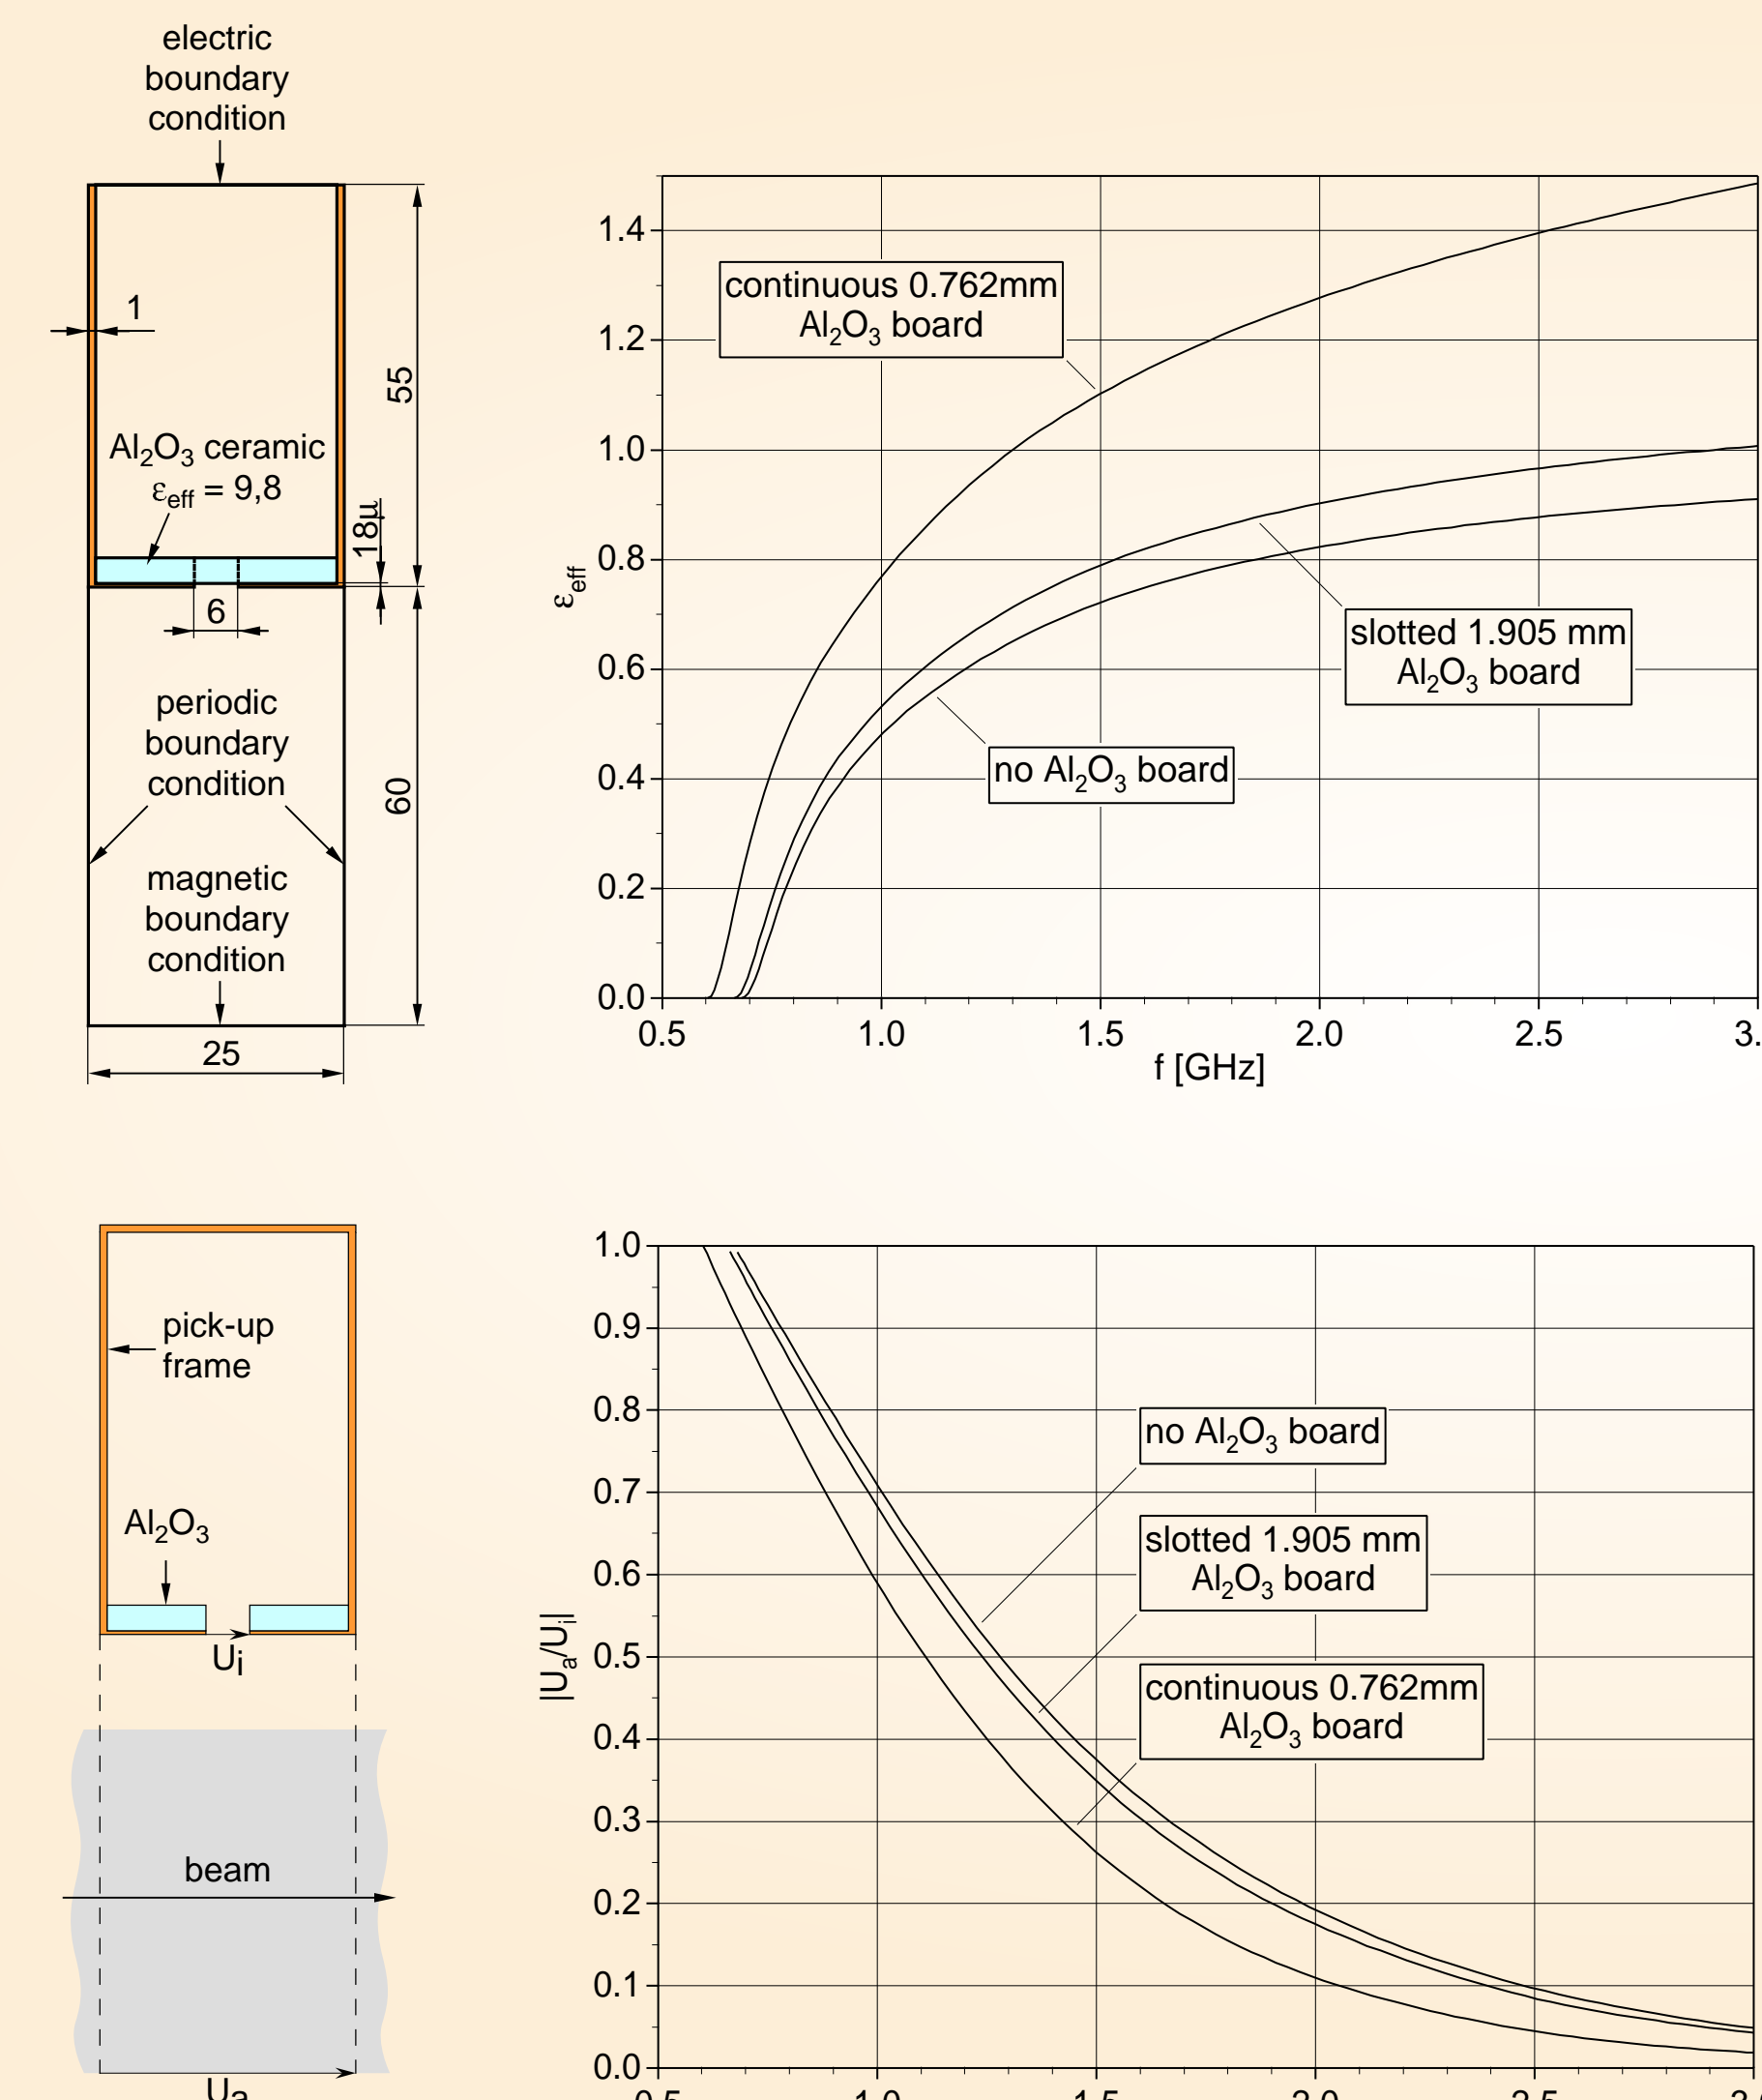 electric
boundary
condition
1
55
Al₂O₃ ceramic
εeff = 9,8
18μ
6
periodic
boundary
condition
60
magnetic
boundary
condition
25
1.4
1.2
1.0
0.8
0.6
0.4
0.2
0.0
εeff
continuous 0.762mm
Al₂O₃ board
slotted 1.905 mm
Al₂O₃ board
no Al₂O₃ board
0.5 1.0 1.5 2.0 2.5 3.
f [GHz]
pick-up
frame
Al₂O₃
Ui
beam
Ua
1.0
0.9
0.8
0.7
0.6
0.5
0.4
0.3
0.2
0.1
0.0
|Ua/Ui|
no Al₂O₃ board
slotted 1.905 mm
Al₂O₃ board
continuous 0.762mm
Al₂O₃ board